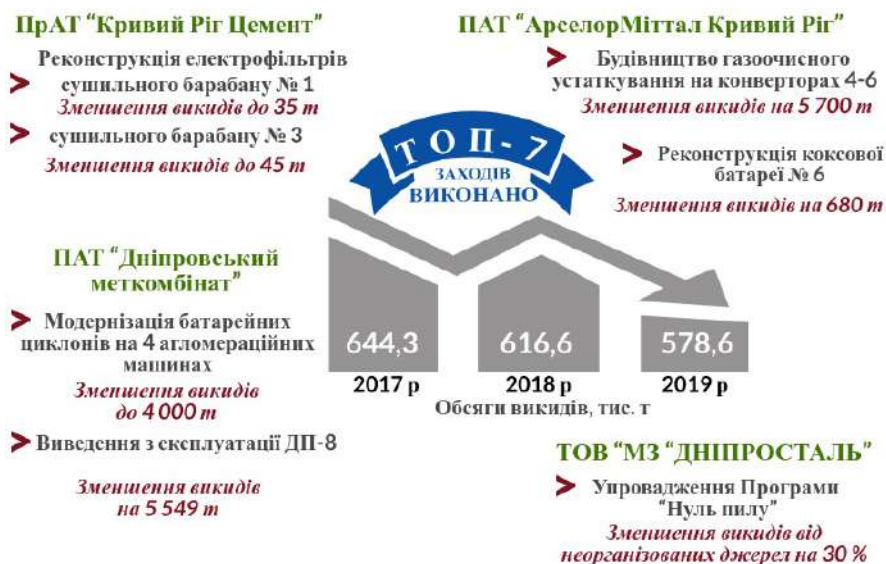 ПрАТ “Кривий Ріг Цемент”
Реконструкція електрофільтрів
сушильного барабану № 1
Зменшення викидів до 35 т
сушильного барабану № 3
Зменшення викидів до 45 т
ПАТ “АрселорМіттал Кривий Ріг”
Будівництво газоочисного
устаткування на конверторах 4-6
Зменшення викидів на 5 700 т
Реконструкція коксової
батареї № 6
Зменшення викидів на 680 т
ТОП-7
ЗАХОДІВ
ВИКОНАНО
ПАТ “Дніпровський
меткомбінат”
Модернізація батарейних
циклонів на 4 агломераційних
машинах
Зменшення викидів
до 4 000 т
Виведення з експлуатації ДП-8
Зменшення викидів
на 5 549 т
644,3 616,6 578,6
2017 р 2018 р 2019 р
Обсяги викидів, тис. т
ТОВ “МЗ “ДНІПРОСТАЛЬ”
Упровадження Програми
“Нуль пилу”
Зменшення викидів від
неорганізованих джерел на 30 %